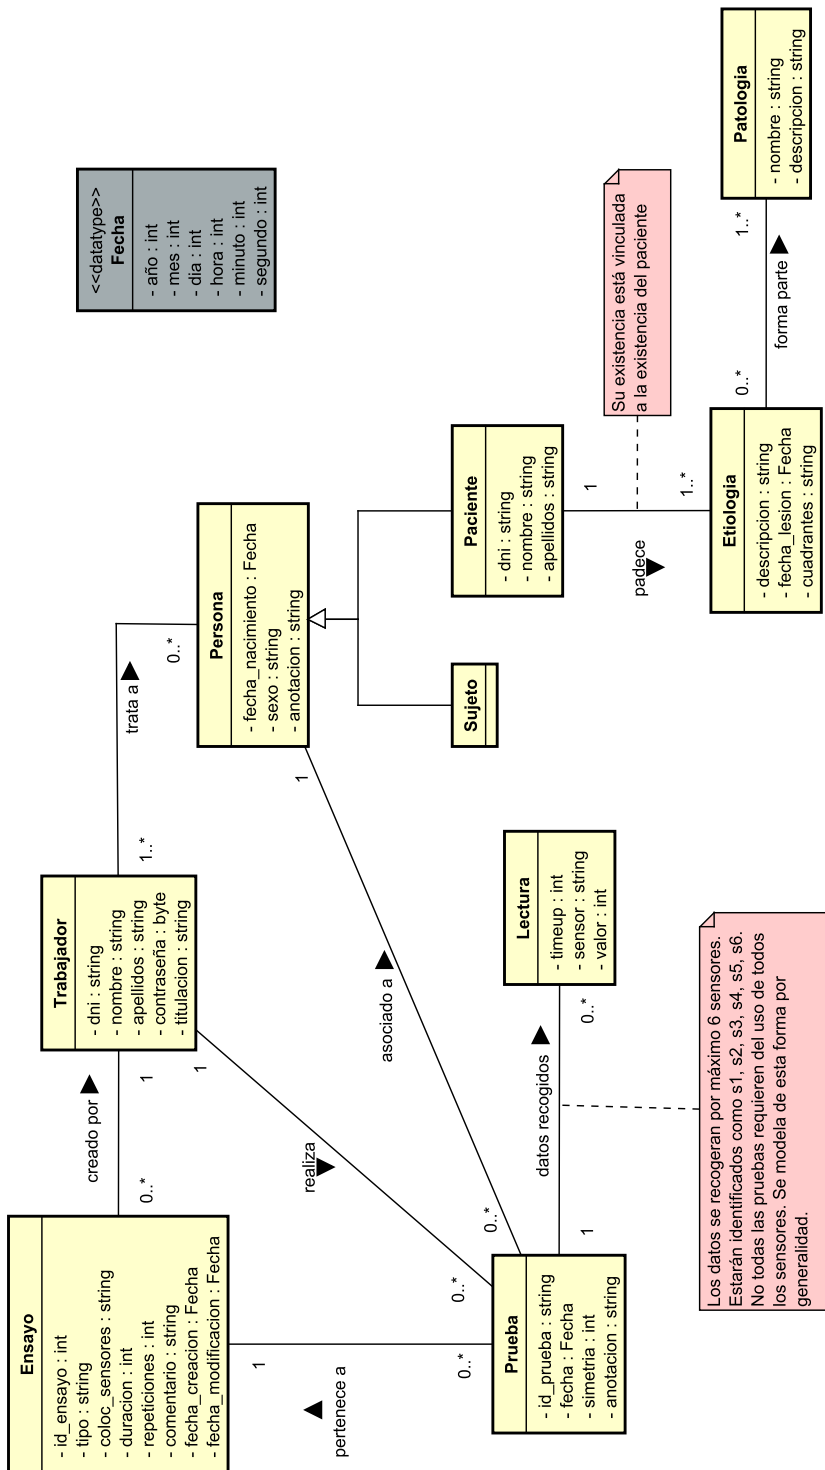 Ensayo
- id_ensayo : int
- tipo : string
- coloc_sensores : string
- duracion : int
- repeticiones : int
- comentario : string
- fecha_creacion : Fecha
- fecha_modificacion : Fecha
creado por
0..*
1
Trabajador
- dni : string
- nombre : string
- apellidos : string
- contraseña : byte
- titulacion : string
trata a
1..*
0..*
Persona
- fecha_nacimiento : Fecha
- sexo : string
- anotacion : string
<<datatype>>
Fecha
- año : int
- mes : int
- dia : int
- hora : int
- minuto : int
- segundo : int
pertenece a
1
0..*
realiza
1
0..*
asociado a
1
0..*
Prueba
- id_prueba : string
- fecha : Fecha
- simetria : int
- anotacion : string
datos recogidos
1
0..*
Lectura
- timeup : int
- sensor : string
- valor : int
Sujeto
Paciente
- dni : string
- nombre : string
- apellidos : string
padece
1
1..*
Su existencia está vinculada
a la existencia del paciente
Los datos se recogeran por máximo 6 sensores.
Estarán identificados como s1, s2, s3, s4, s5, s6.
No todas las pruebas requieren del uso de todos
los sensores. Se modela de esta forma por
generalidad.
Etiologia
- descripcion : string
- fecha_lesion : Fecha
- cuadrantes : string
0..*
1..*
forma parte
Patologia
- nombre : string
- descripcion : string